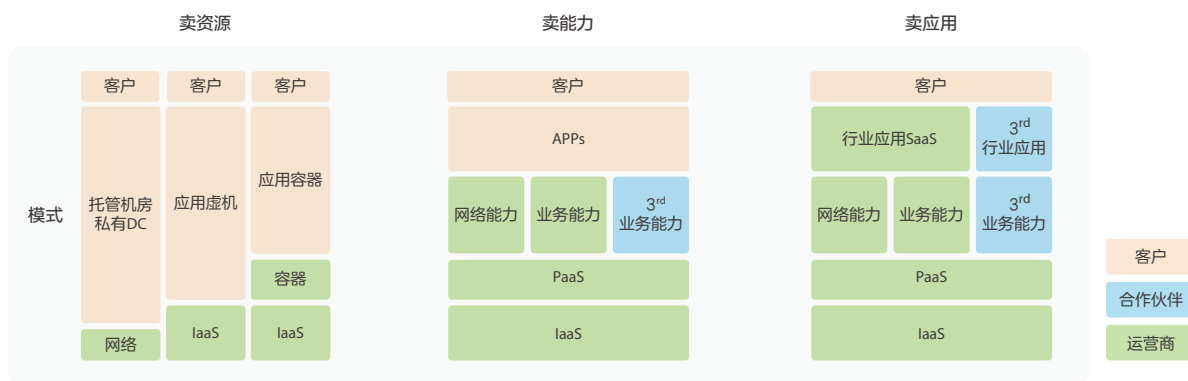 卖资源
卖能力
卖应用
模式
客户
托管机房
私有DC
网络
客户
应用虚机
IaaS
客户
应用容器
容器
IaaS
客户
APPs
网络能力
业务能力
3rd
业务能力
PaaS
IaaS
客户
行业应用SaaS
3rd
行业应用
网络能力
业务能力
3rd
业务能力
PaaS
IaaS
客户
合作伙伴
运营商